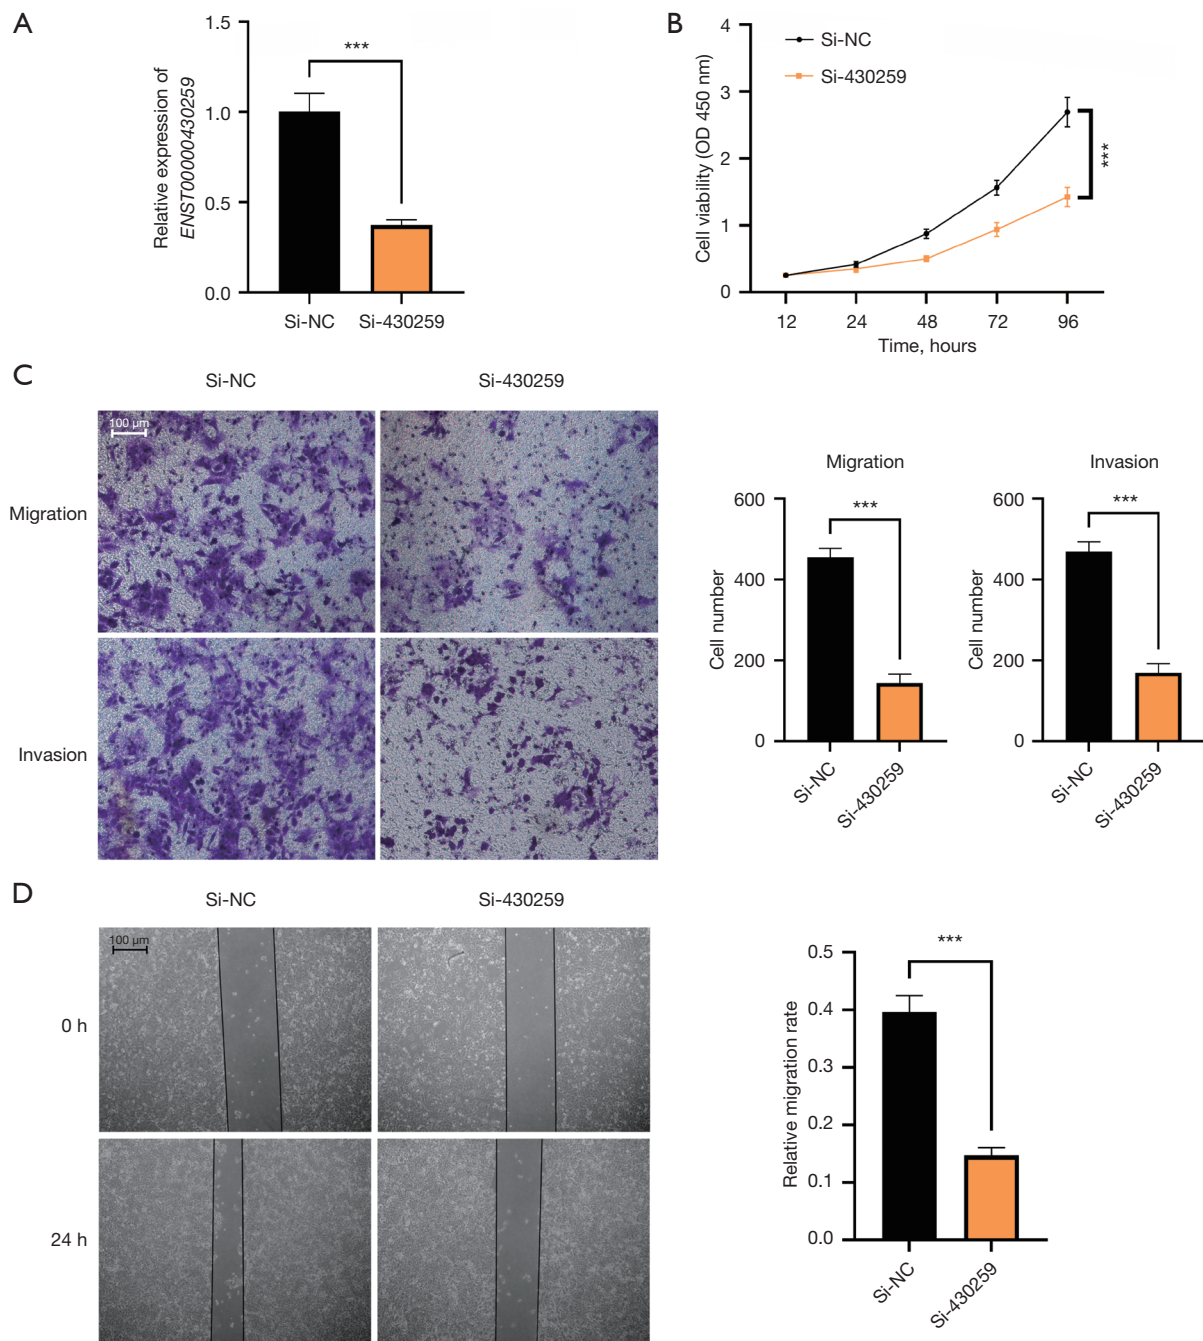 A
Relative expression of
ENST00000430259
1.5
1.0
0.5
0.0
***
Si-NC
Si-430259
B
Cell viability (OD 450 nm)
4
3
2
1
0
Si-NC
Si-430259
***
12
24
48
72
96
Time, hours
C
Si-NC
Si-430259
100 μm
Migration
Invasion
Migration
Cell number
600
400
200
0
***
Si-NC
Si-430259
Invasion
Cell number
600
400
200
0
***
Si-NC
Si-430259
D
Si-NC
Si-430259
100 μm
0 h
24 h
Relative migration rate
0.5
0.4
0.3
0.2
0.1
0.0
***
Si-NC
Si-430259